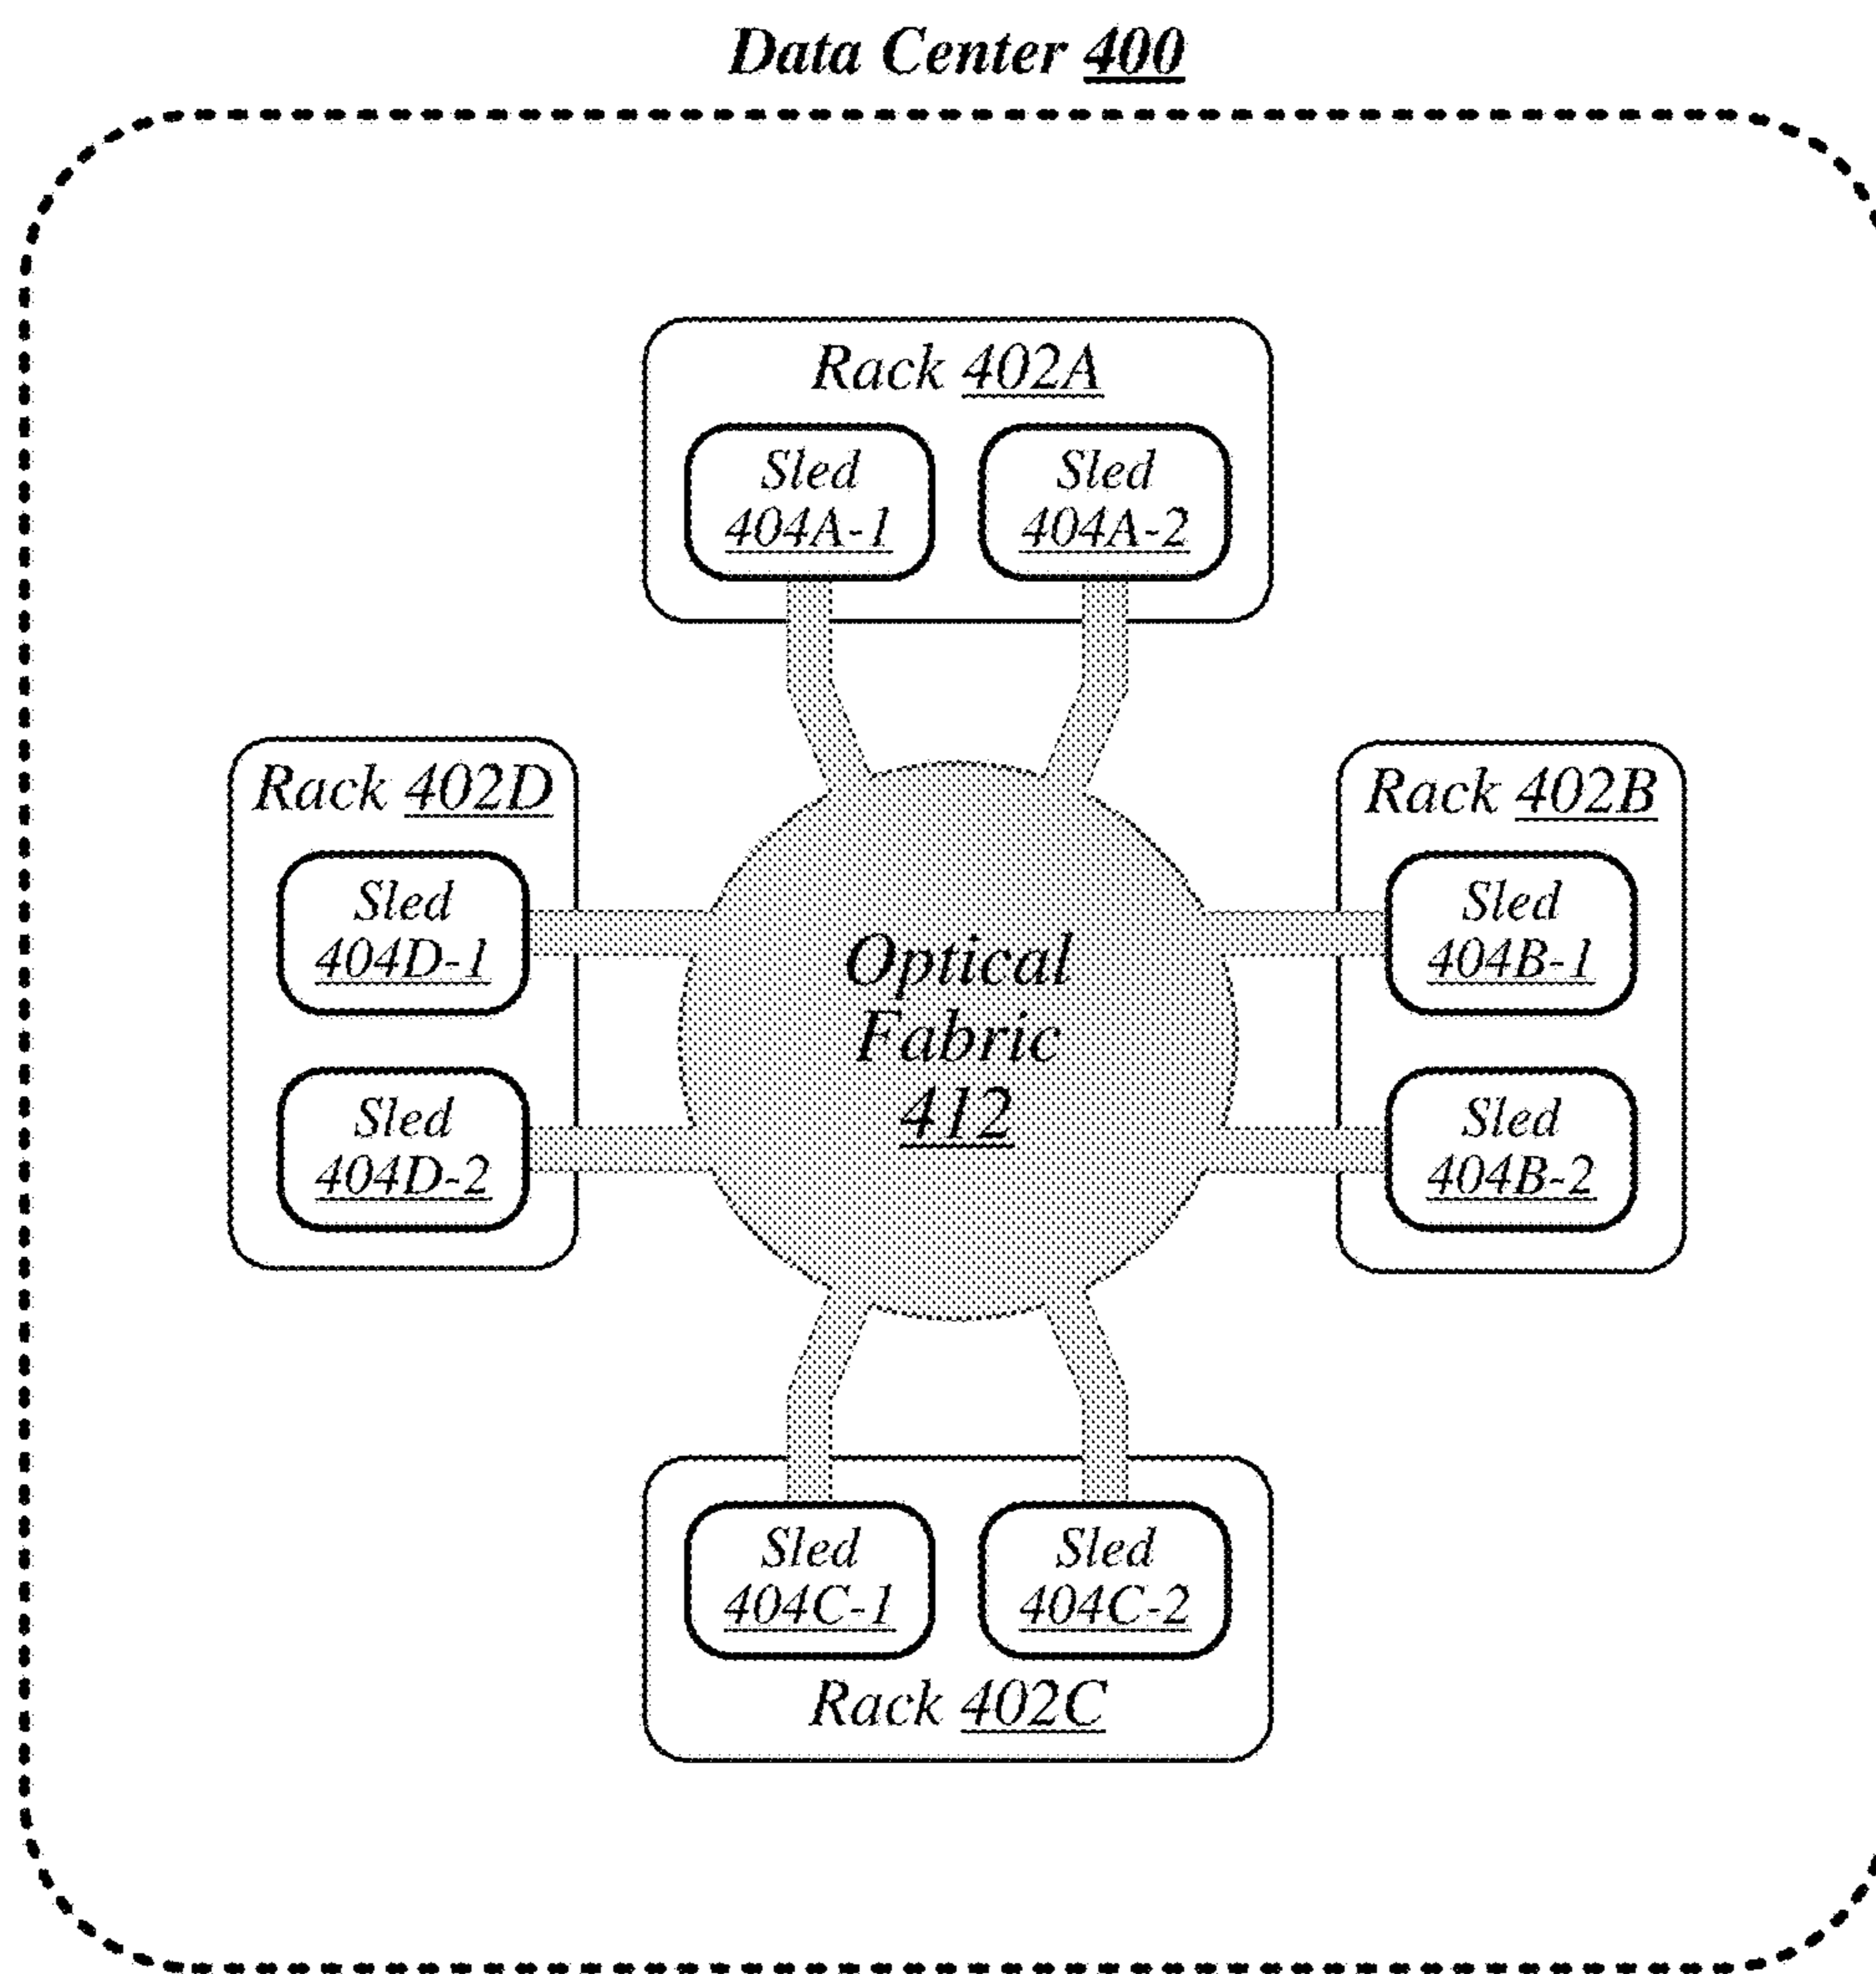 Data Center 400
Rack 402A
Sled
404A-1
Sled
404A-2
Rack 402D
Sled
404D-1
Sled
404D-2
Optical
Fabric
412
Rack 402B
Sled
404B-1
Sled
404B-2
Sled
404C-1
Sled
404C-2
Rack 402C